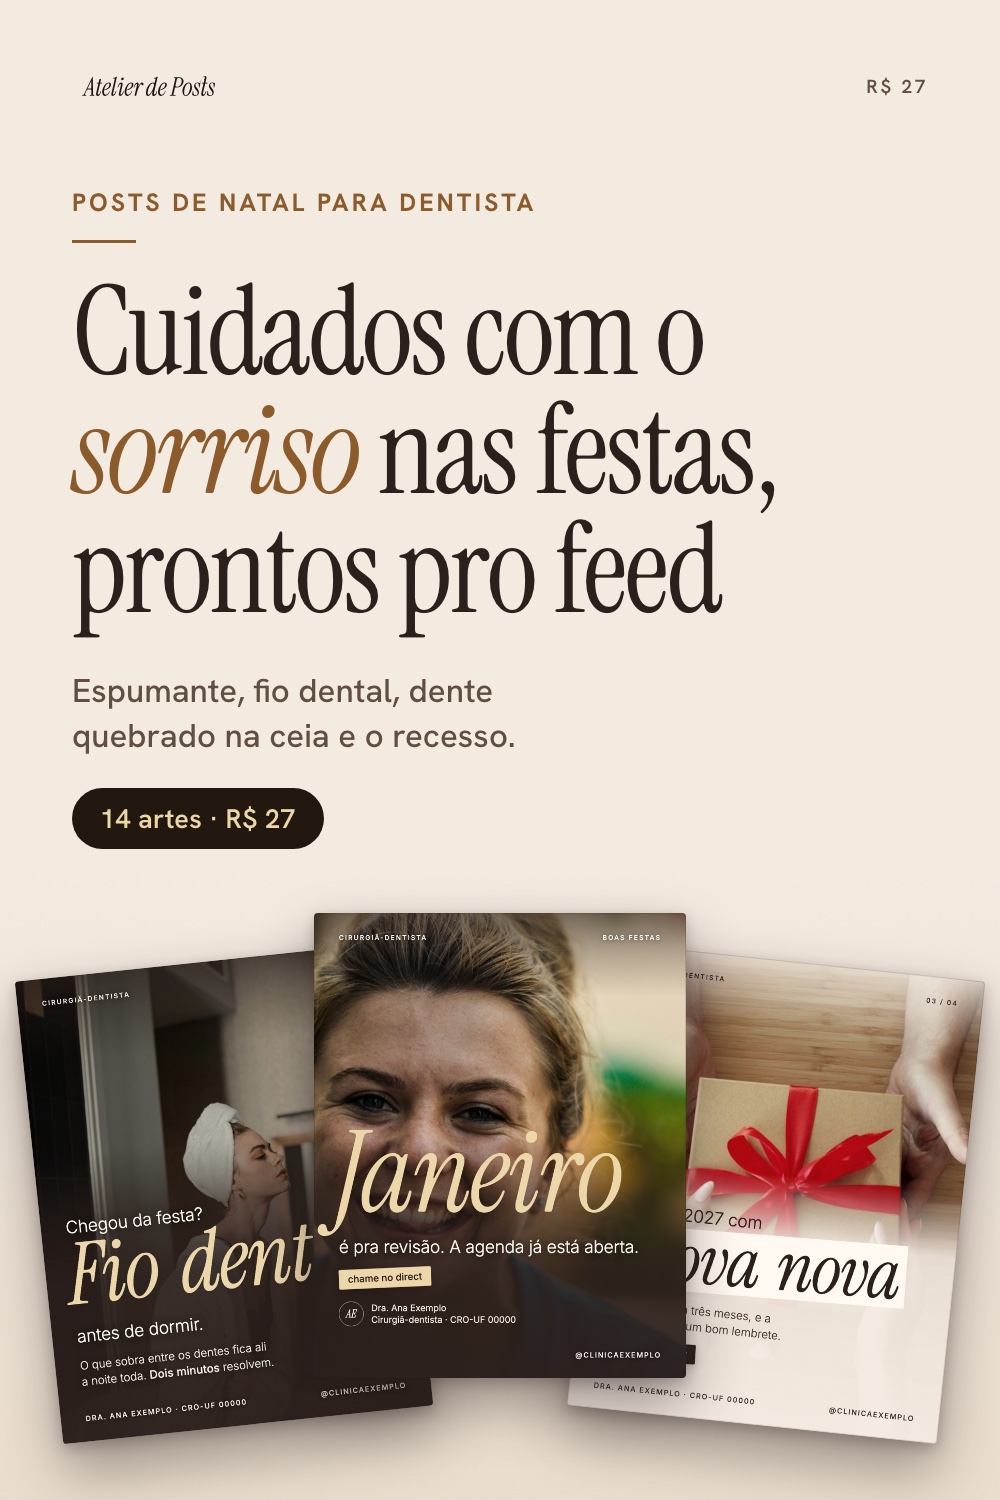 Atelier de Posts
R$ 27
POSTS DE NATAL PARA DENTISTA
Cuidados com o
sorriso nas festas,
prontos pro feed
Espumante, fio dental, dente
quebrado na ceia e o recesso.
14 artes · R$ 27
CIRURGIÃ-DENTISTA
Chegou da festa?
Fio dent
antes de dormir.
O que sobra entre os dentes fica ali
a noite toda. Dois minutos resolvem.
DRA. ANA EXEMPLO · CRO-UF 00000
@CLINICAEXEMPLO
CIRURGIÃ-DENTISTA
BOAS FESTAS
Janeiro
é pra revisão. A agenda já está aberta.
chame no direct
AE
Dra. Ana Exemplo
Cirurgiã-dentista · CRO-UF 00000
@CLINICAEXEMPLO
DENTISTA
03 / 04
2027 com
ova nova
três meses, e a
um bom lembrete.
DRA. ANA EXEMPLO · CRO-UF 00000
@CLINICAEXEMPLO